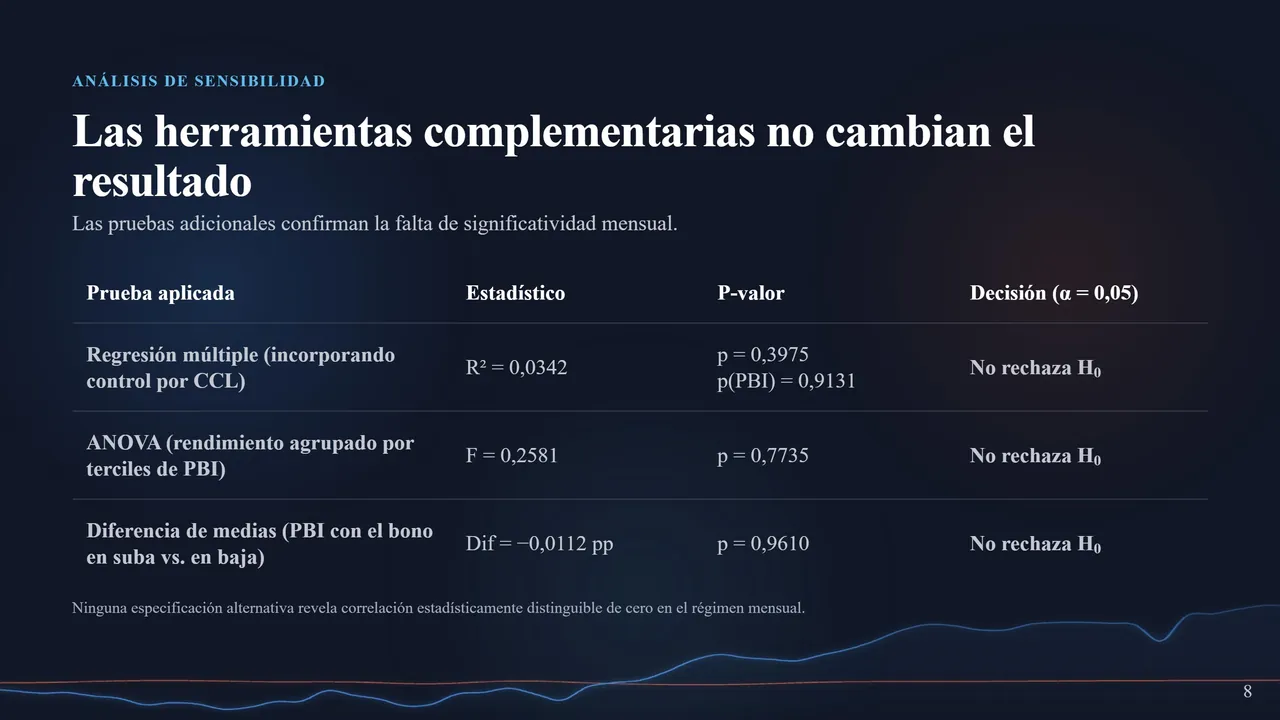 ANÁLISIS DE SENSIBILIDAD
Las herramientas complementarias no cambian el
resultado
Las pruebas adicionales confirman la falta de significatividad mensual.
Prueba aplicada
Estadístico
P-valor
Decisión (α = 0,05)
Regresión múltiple (incorporando
control por CCL)
R² = 0,0342
p = 0,3975
p(PBI) = 0,9131
No rechaza H₀
ANOVA (rendimiento agrupado por
terciles de PBI)
F = 0,2581
p = 0,7735
No rechaza H₀
Diferencia de medias (PBI con el bono
en suba vs. en baja)
Dif = −0,0112 pp
p = 0,9610
No rechaza H₀
Ninguna especificación alternativa revela correlación estadísticamente distinguible de cero en el régimen mensual.
8